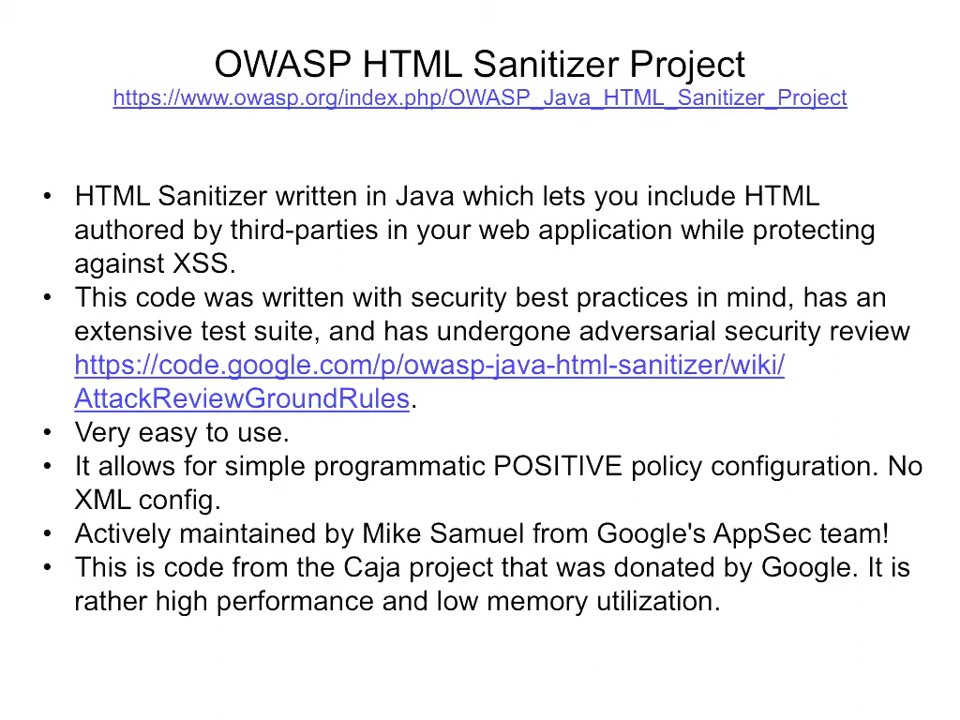 OWASP HTML Sanitizer Project
https://www.owasp.org/index.php/OWASP_Java_HTML_Sanitizer_Project
• HTML Sanitizer written in Java which lets you include HTML
authored by third-parties in your web application while protecting
against XSS.
• This code was written with security best practices in mind, has an
extensive test suite, and has undergone adversarial security review
https://code.google.com/p/owasp-java-html-sanitizer/wiki/
AttackReviewGroundRules.
• Very easy to use.
• It allows for simple programmatic POSITIVE policy configuration. No
XML config.
• Actively maintained by Mike Samuel from Google's AppSec team!
• This is code from the Caja project that was donated by Google. It is
rather high performance and low memory utilization.